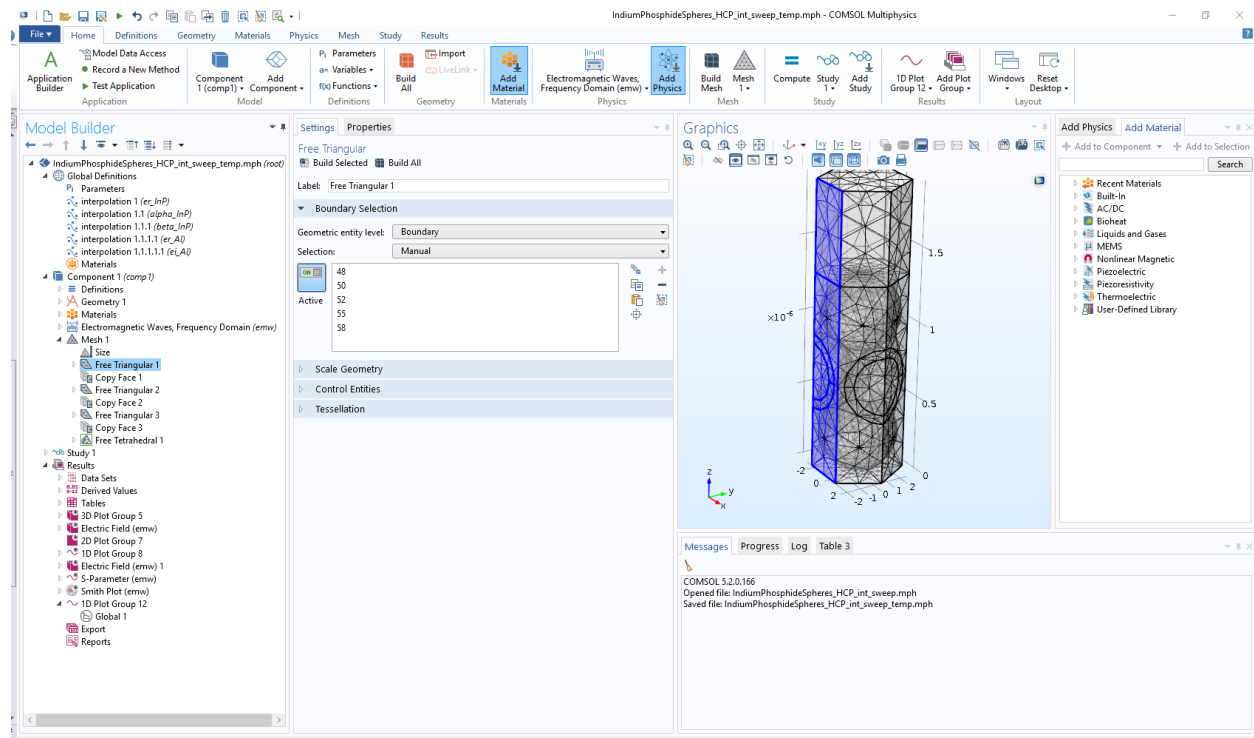 IndiumPhosphideSpheres_HCP_int_sweep_temp.mph - COMSOL Multiphysics
File Home Definitions Geometry Materials Physics Mesh Study Results
Application Builder
Model Data Access
Record a New Method
Test Application
Application
Component 1 (comp1)
Add Component
Model
Pi Parameters
a= Variables
f(x) Functions
Definitions
Build All
Import
LiveLink
Geometry
Add Material
Materials
Electromagnetic Waves, Frequency Domain (emw)
Add Physics
Physics
Build Mesh
Mesh 1
Mesh
Compute
Study 1
Add Study
Study
1D Plot Group 12
Add Plot Group
Results
Windows
Reset Desktop
Layout
Model Builder
IndiumPhosphideSpheres_HCP_int_sweep_temp.mph (root)
Global Definitions
Pi Parameters
interpolation 1 (er_InP)
interpolation 1.1 (alpha_InP)
interpolation 1.1.1 (beta_InP)
interpolation 1.1.1.1 (er_Al)
interpolation 1.1.1.1.1 (ei_Al)
Materials
Component 1 (comp1)
Definitions
Geometry 1
Materials
Electromagnetic Waves, Frequency Domain (emw)
Mesh 1
Size
Free Triangular 1
Copy Face 1
Free Triangular 2
Copy Face 2
Free Triangular 3
Copy Face 3
Free Tetrahedral 1
Study 1
Results
Data Sets
Derived Values
Tables
3D Plot Group 5
Electric Field (emw)
2D Plot Group 7
1D Plot Group 8
Electric Field (emw) 1
S-Parameter (emw)
Smith Plot (emw)
1D Plot Group 12
Global 1
Export
Reports
Settings Properties
Free Triangular
Build Selected Build All
Label: Free Triangular 1
Boundary Selection
Geometric entity level: Boundary
Selection: Manual
ON
Active
48
50
52
55
58
Scale Geometry
Control Entities
Tessellation
Graphics
xy yz zx
1.5
×10⁻⁶
1
0.5
0
-2
0
2
-2
-1
0
1
2
z
y
x
Messages Progress Log Table 3
COMSOL 5.2.0.166
Opened file: IndiumPhosphideSpheres_HCP_int_sweep.mph
Saved file: IndiumPhosphideSpheres_HCP_int_sweep_temp.mph
Add Physics Add Material
Add to Component Add to Selection
Search
Recent Materials
Built-In
AC/DC
Bioheat
Liquids and Gases
MEMS
Nonlinear Magnetic
Piezoelectric
Piezoresistivity
Thermoelectric
User-Defined Library